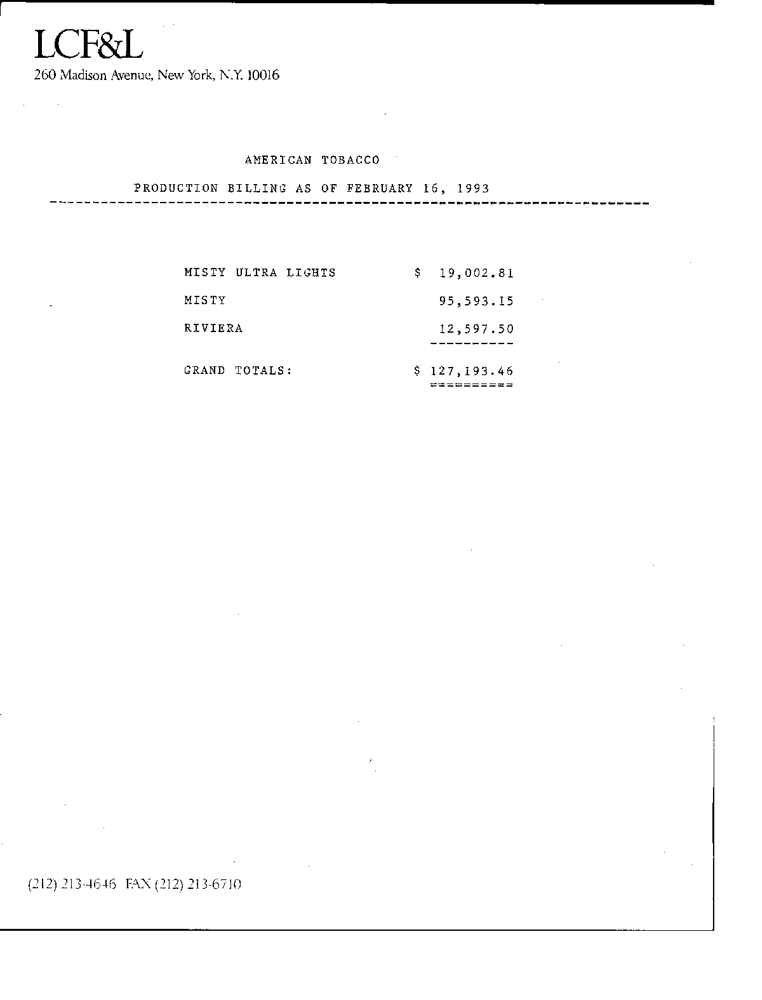 LCF&L
260 Madison Avenue, New York, N.Y. 10016
AMERICAN TOBACCO
PRODUCTION BILLING AS OF FEBRUARY 16, 1993
----------------------------------------------------------------------
MISTY ULTRA LIGHTS $ 19,002.81
MISTY 95,593.15
RIVIERA 12,597.50
----------
GRAND TOTALS: $ 127,193.46
==========
(212) 213-4646 FAX (212) 213-6710